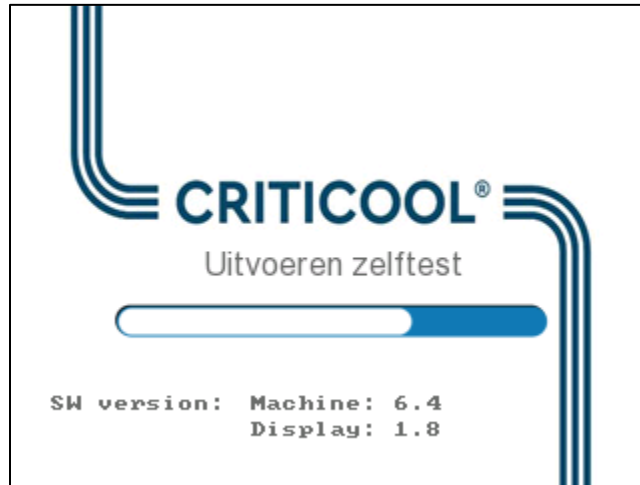 CRITICOOL®
Uitvoeren zelftest
SW version: Machine: 6.4
Display: 1.8